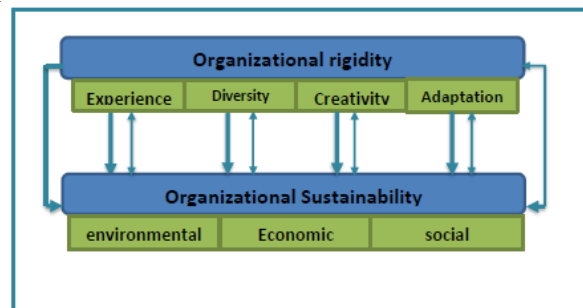 Organizational rigidity
Experience Diversity Creativity Adaptation
Organizational Sustainability
environmental Economic social